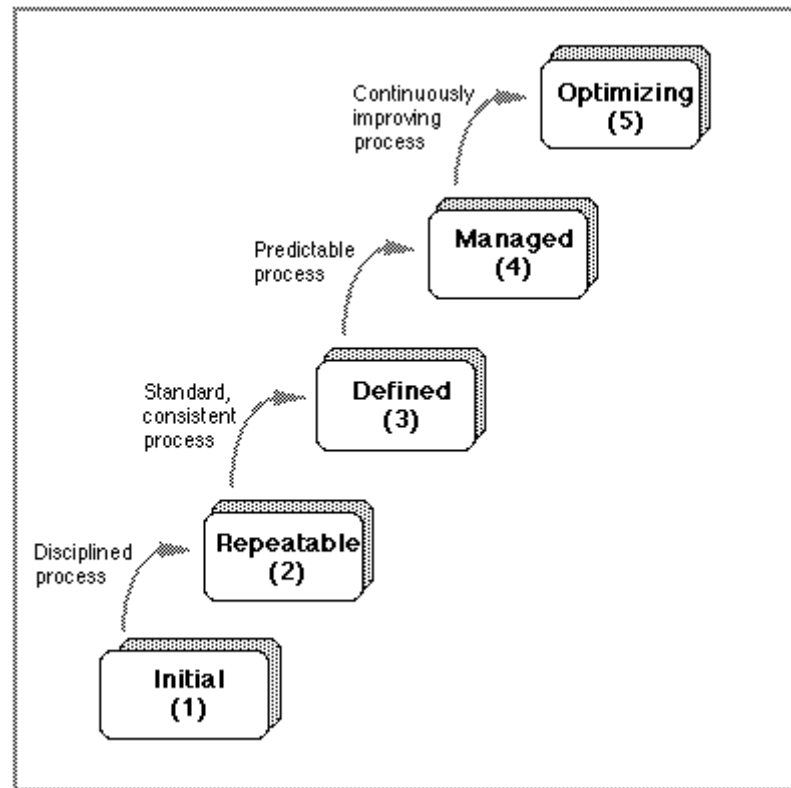 Continuously
improving
process
Optimizing
(5)
Predictable
process
Managed
(4)
Standard,
consistent
process
Defined
(3)
Disciplined
process
Repeatable
(2)
Initial
(1)